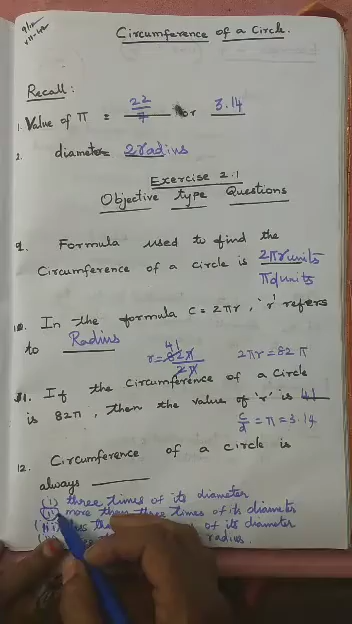 Circumference of a Circle.
Recall:
1. Value of π = 22/7 or 3.14
2. diameter = 2radius
Exercise 2.1
Objective type Questions
9. Formula used to find the
Circumference of a circle is 2πr units
πd units
10. In the formula C = 2πr, 'r' refers
to Radius
41
r = 82π/2π 2πr = 82π
11. If the Circumference of a Circle
is 82π, then the value of 'r' is 41
c/d = π = 3.14
12. Circumference of a circle is
always
(i) three times of its diameter
(ii) more than three times of its diameter
(iii) of its diameter
radius.